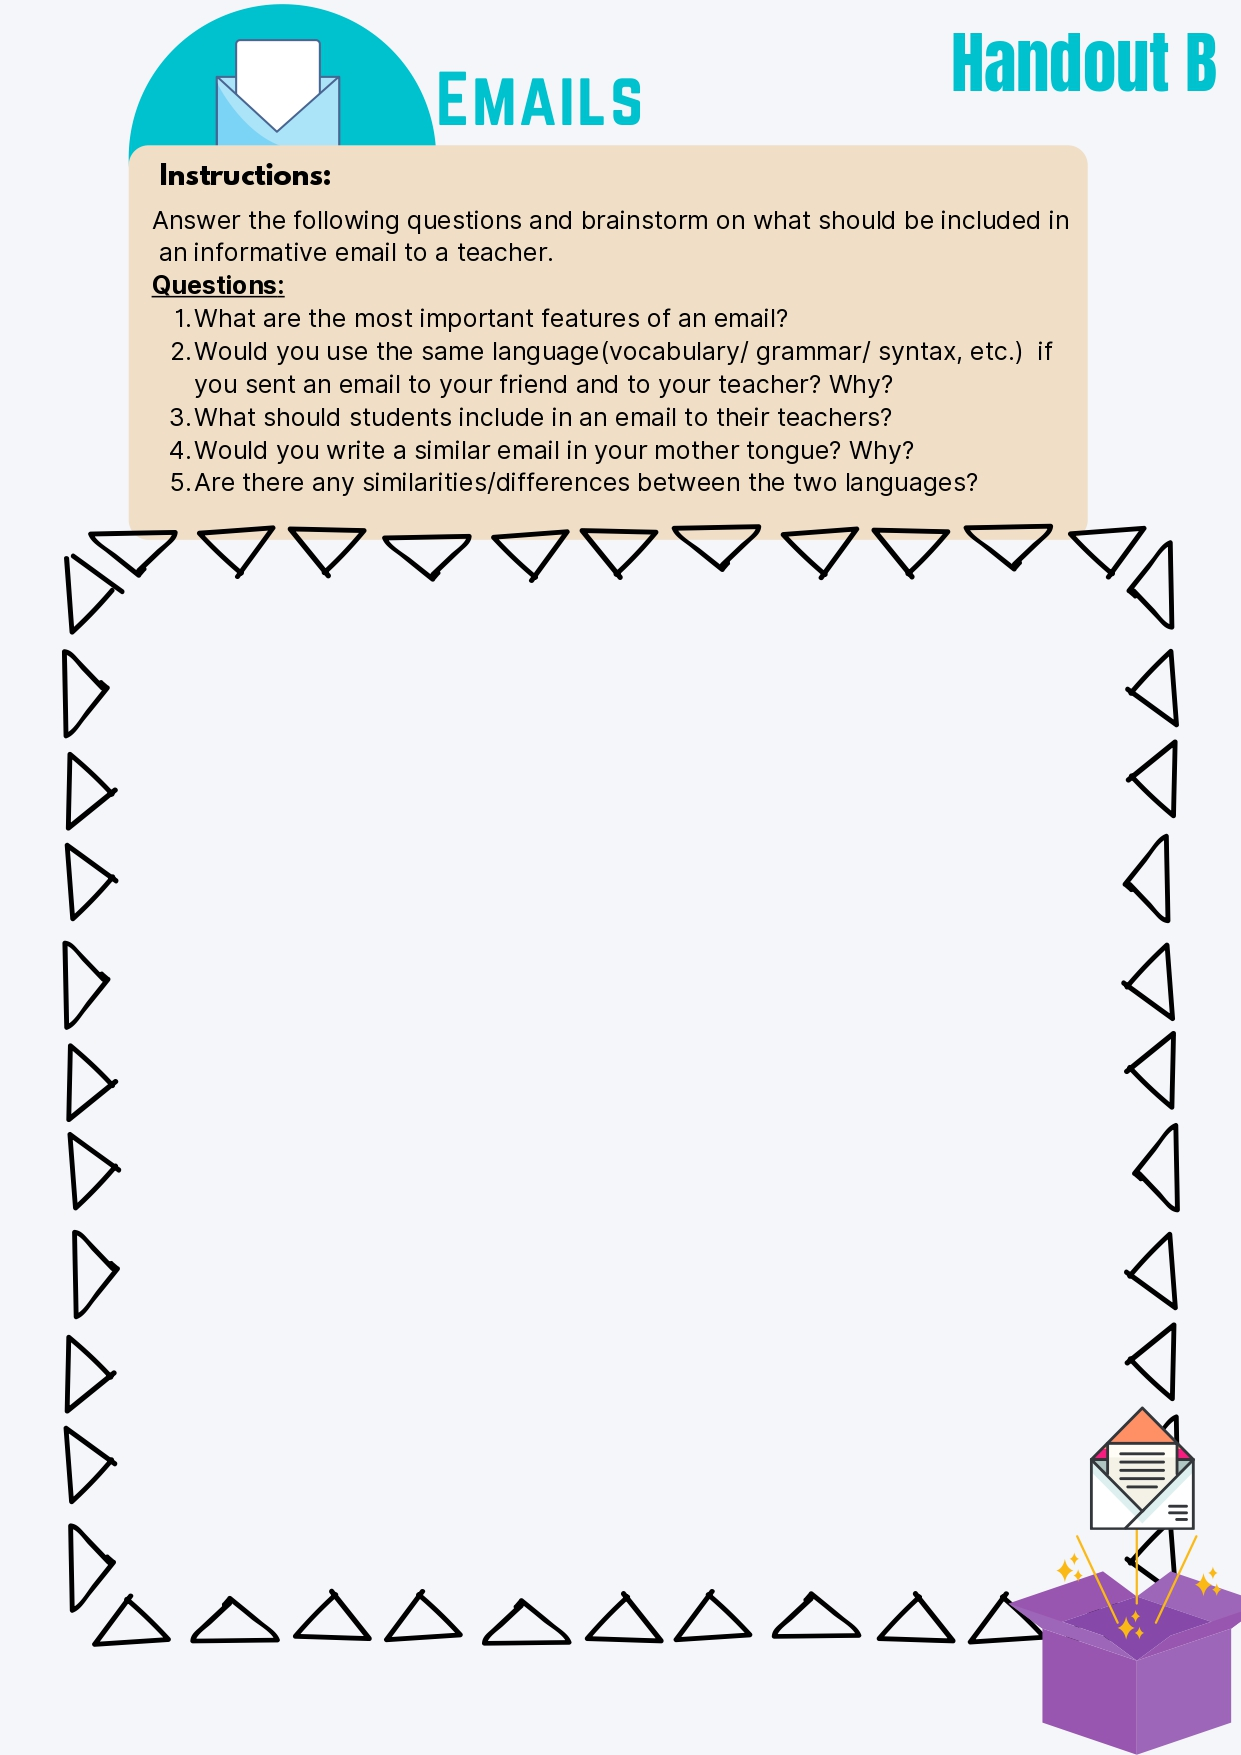 Handout B
Emails
Instructions:
Answer the following questions and brainstorm on what should be included in
an informative email to a teacher.
Questions:
1. What are the most important features of an email?
2. Would you use the same language(vocabulary/ grammar/ syntax, etc.)  if
you sent an email to your friend and to your teacher? Why?
3. What should students include in an email to their teachers?
4. Would you write a similar email in your mother tongue? Why?
5. Are there any similarities/differences between the two languages?